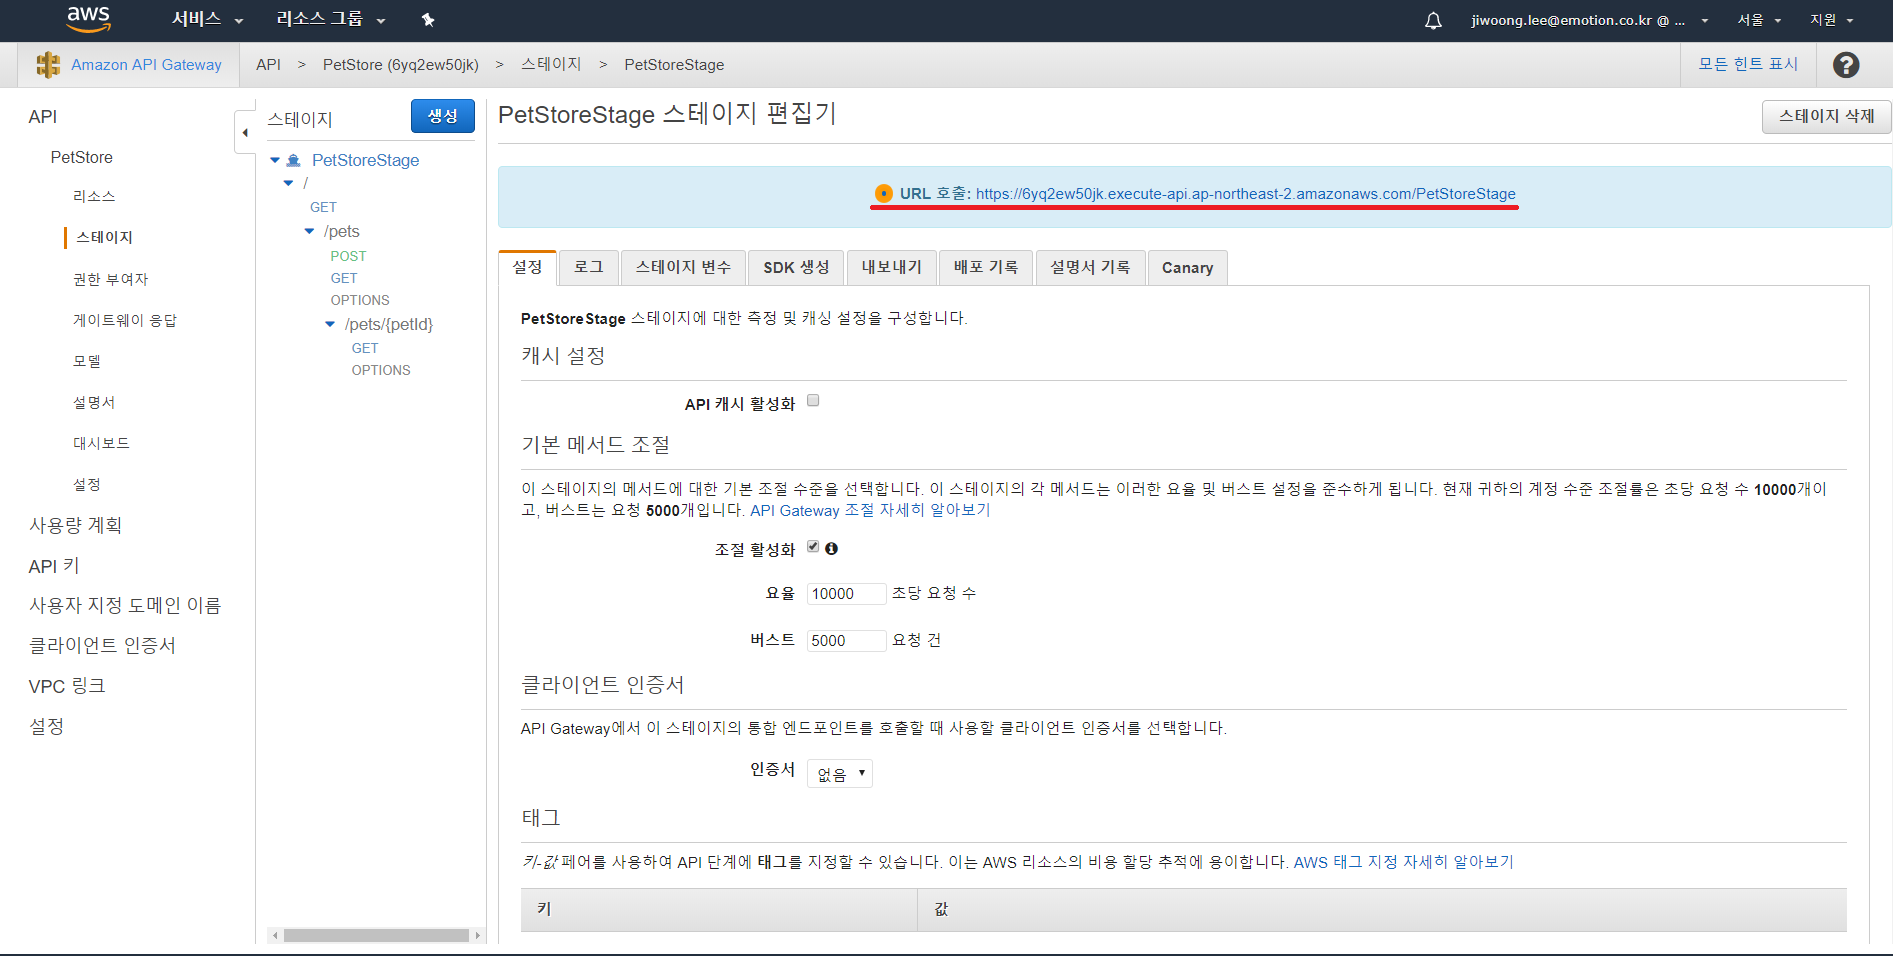 aws 서비스 리소스 그룹 jiwoong.lee@emotion.co.kr @ ... 서울 지원
Amazon API Gateway API > PetStore (6yq2ew50jk) > 스테이지 > PetStoreStage 모든 힌트 표시 ?
API
PetStore
리소스
스테이지
권한 부여자
게이트웨이 응답
모델
설명서
대시보드
설정
사용량 계획
API 키
사용자 지정 도메인 이름
클라이언트 인증서
VPC 링크
설정
스테이지 생성
PetStoreStage
/
GET
/pets
POST
GET
OPTIONS
/pets/{petId}
GET
OPTIONS
PetStoreStage 스테이지 편집기 스테이지 삭제
URL 호출: https://6yq2ew50jk.execute-api.ap-northeast-2.amazonaws.com/PetStoreStage
설정 로그 스테이지 변수 SDK 생성 내보내기 배포 기록 설명서 기록 Canary
PetStoreStage 스테이지에 대한 측정 및 캐싱 설정을 구성합니다.
캐시 설정
API 캐시 활성화
기본 메서드 조절
이 스테이지의 메서드에 대한 기본 조절 수준을 선택합니다. 이 스테이지의 각 메서드는 이러한 요율 및 버스트 설정을 준수하게 됩니다. 현재 귀하의 계정 수준 조절률은 초당 요청 수 10000개이
고, 버스트는 요청 5000개입니다. API Gateway 조절 자세히 알아보기
조절 활성화
요율 10000 초당 요청 수
버스트 5000 요청 건
클라이언트 인증서
API Gateway에서 이 스테이지의 통합 엔드포인트를 호출할 때 사용할 클라이언트 인증서를 선택합니다.
인증서 없음
태그
키-값 페어를 사용하여 API 단계에 태그를 지정할 수 있습니다. 이는 AWS 리소스의 비용 할당 추적에 용이합니다. AWS 태그 지정 자세히 알아보기
키 값